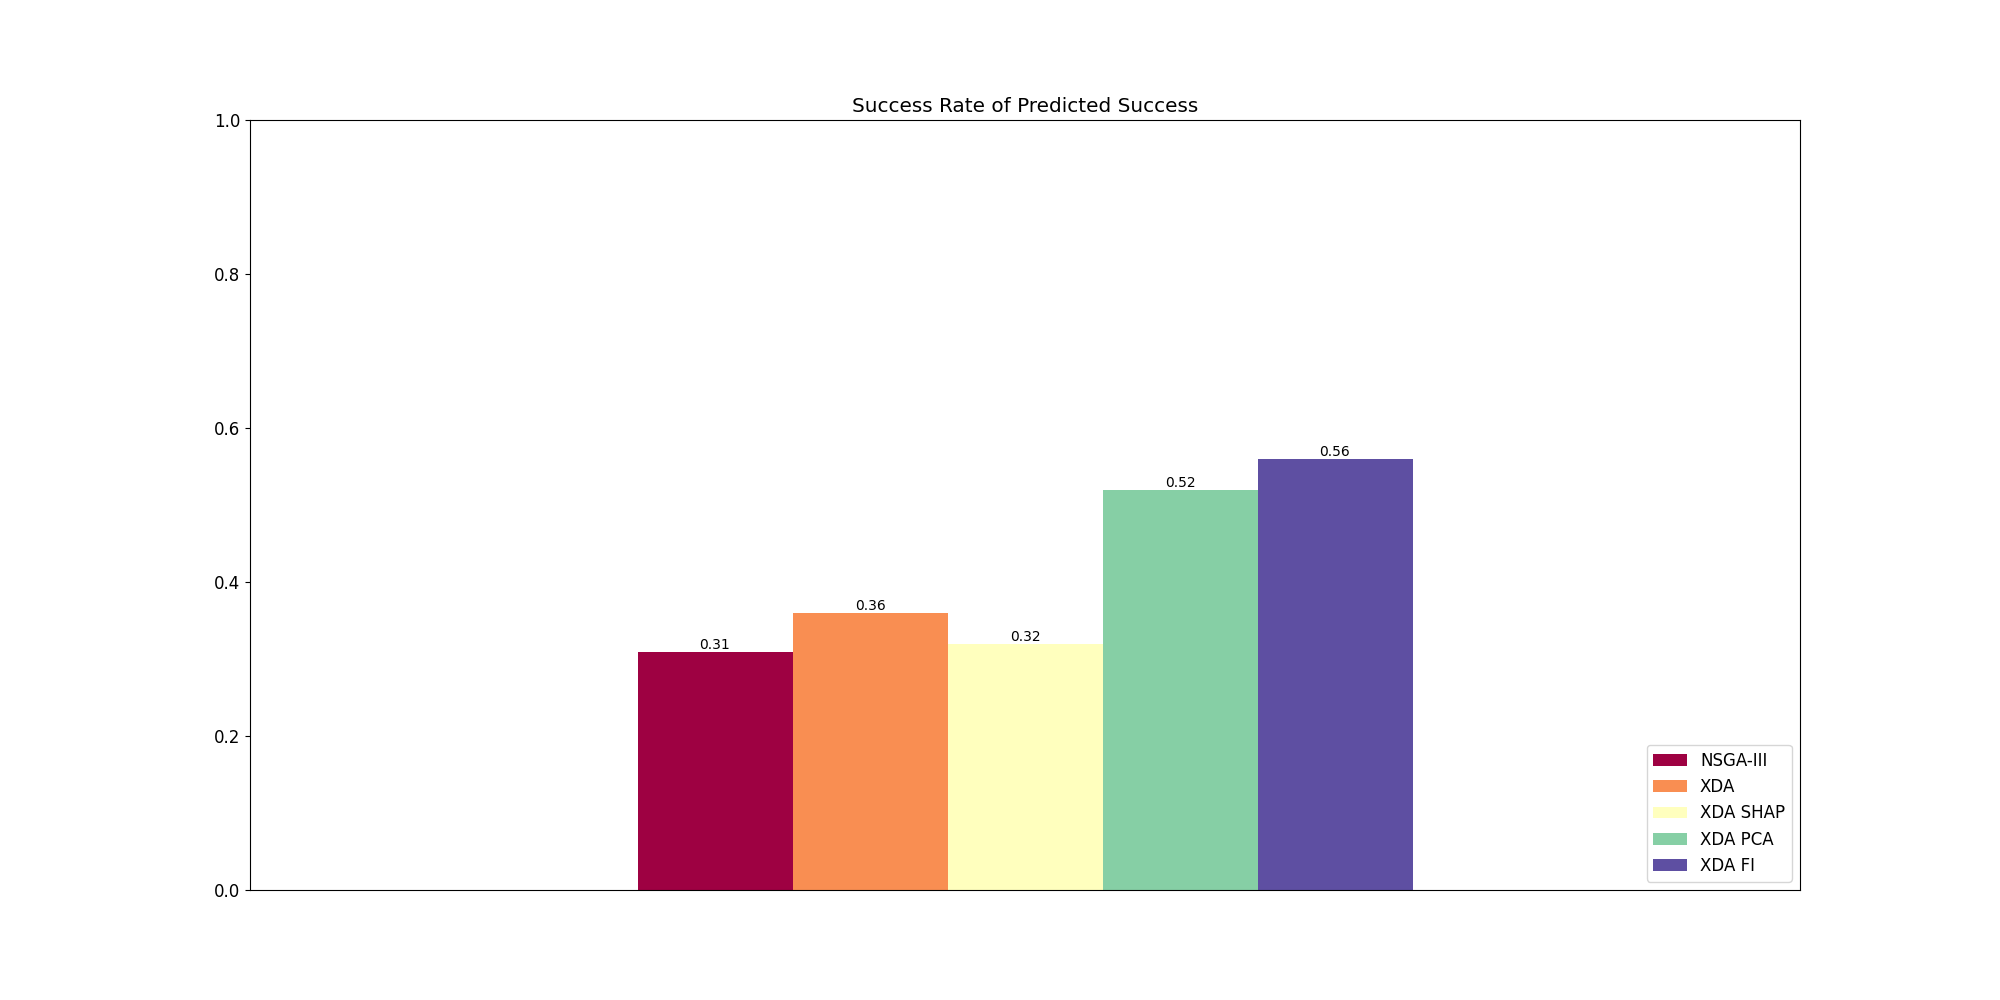 Success Rate of Predicted Success
1.0
0.8
0.6
0.4
0.2
0.0
0.31
0.36
0.32
0.52
0.56
NSGA-III
XDA
XDA SHAP
XDA PCA
XDA FI